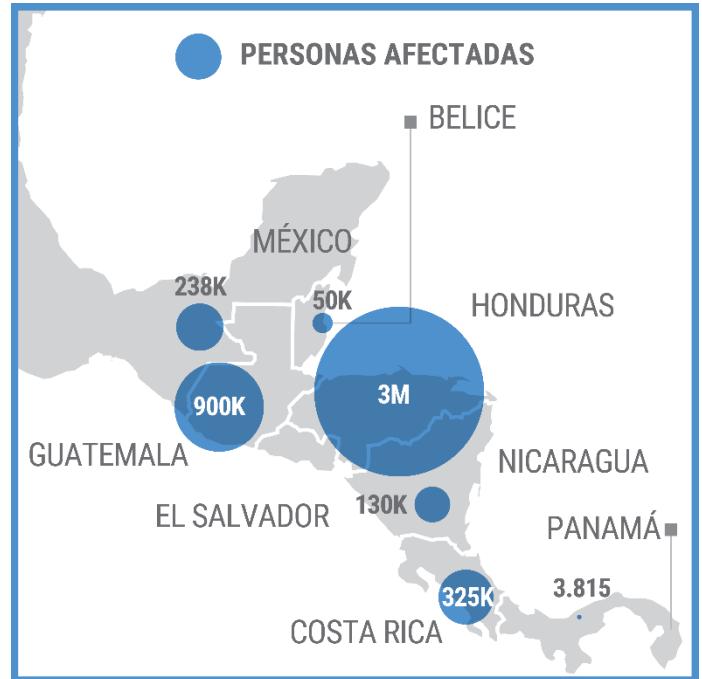 PERSONAS AFECTADAS
BELICE
MÉXICO
238K
50K
HONDURAS
3M
900K
GUATEMALA
NICARAGUA
130K
EL SALVADOR
PANAMÁ
3.815
325K
COSTA RICA